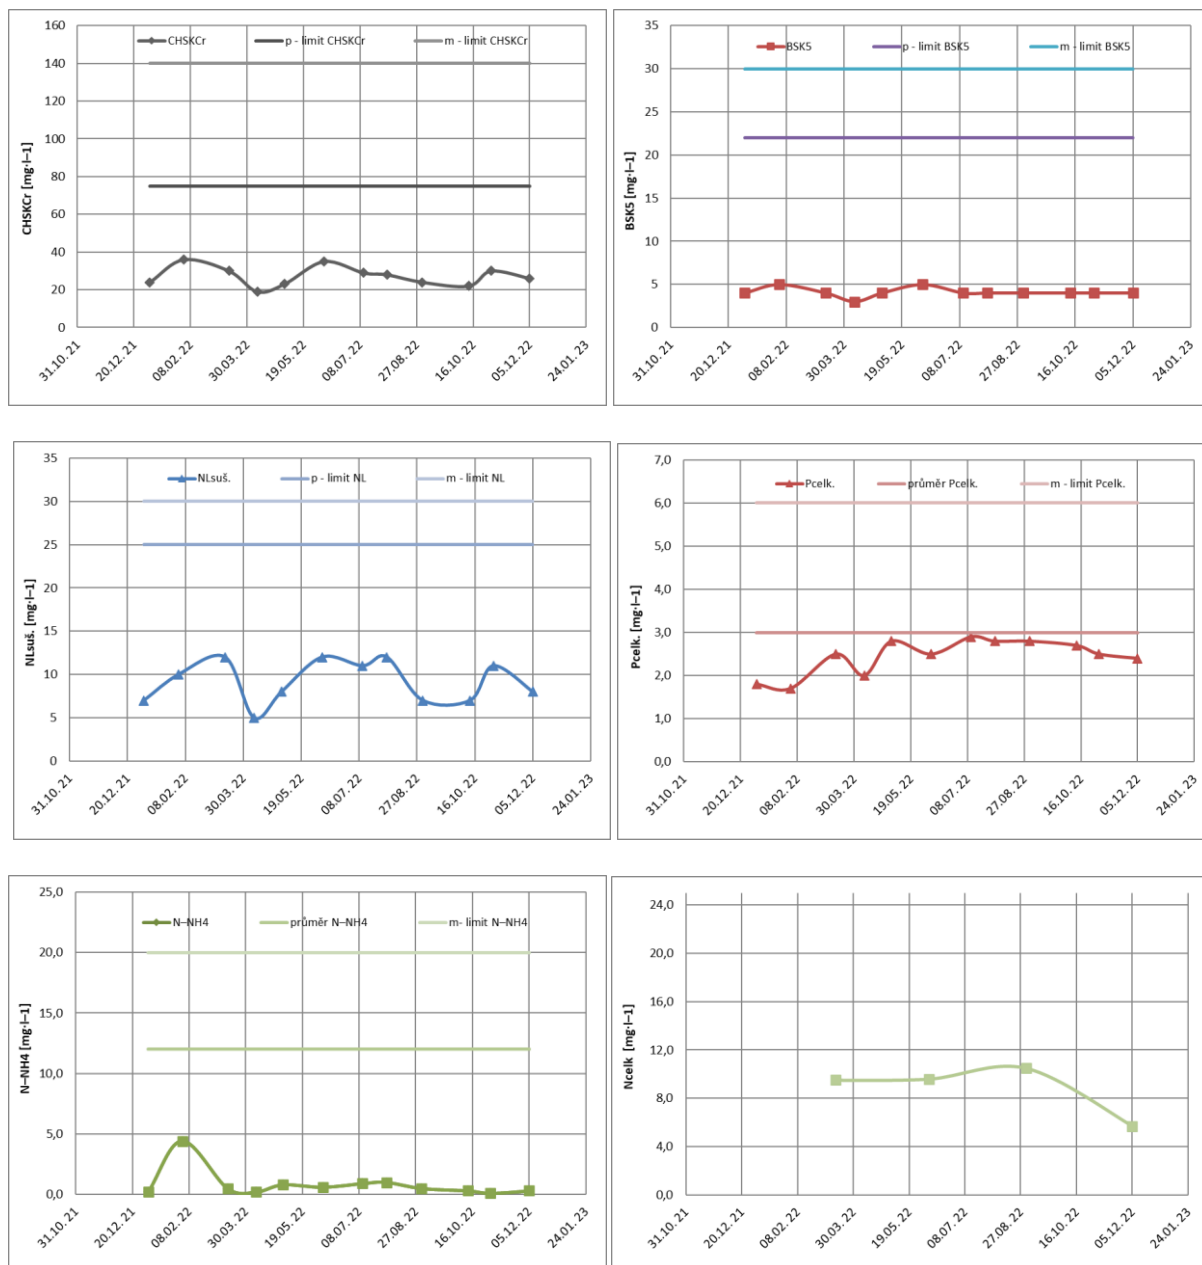 CHSKCr p - limit CHSKCr m - limit CHSKCr
CHSKCr [mg·l–1]
160
140
120
100
80
60
40
20
0
31.10. 21 20.12. 21 08.02. 22 30.03. 22 19.05. 22 08.07. 22 27.08. 22 16.10. 22 05.12. 22 24.01. 23
BSK5 p - limit BSK5 m - limit BSK5
BSK5 [mg·l–1]
35
30
25
20
15
10
5
0
31.10. 21 20.12. 21 08.02. 22 30.03. 22 19.05. 22 08.07. 22 27.08. 22 16.10. 22 05.12. 22 24.01. 23
NLsuš. p - limit NL m - limit NL
NLsuš. [mg·l–1]
35
30
25
20
15
10
5
0
31.10. 21 20.12. 21 08.02. 22 30.03. 22 19.05. 22 08.07. 22 27.08. 22 16.10. 22 05.12. 22 24.01. 23
Pcelk. průměr Pcelk. m - limit Pcelk.
Pcelk. [mg·l–1]
7,0
6,0
5,0
4,0
3,0
2,0
1,0
0,0
31.10. 21 20.12. 21 08.02. 22 30.03. 22 19.05. 22 08.07. 22 27.08. 22 16.10. 22 05.12. 22 24.01. 23
N–NH4 průměr N–NH4 m- limit N–NH4
N–NH4 [mg·l–1]
25,0
20,0
15,0
10,0
5,0
0,0
31.10. 21 20.12. 21 08.02. 22 30.03. 22 19.05. 22 08.07. 22 27.08. 22 16.10. 22 05.12. 22 24.01. 23
Ncelk [mg·l–1]
24,0
20,0
16,0
12,0
8,0
4,0
0,0
31.10. 21 20.12. 21 08.02. 22 30.03. 22 19.05. 22 08.07. 22 27.08. 22 16.10. 22 05.12. 22 24.01. 23